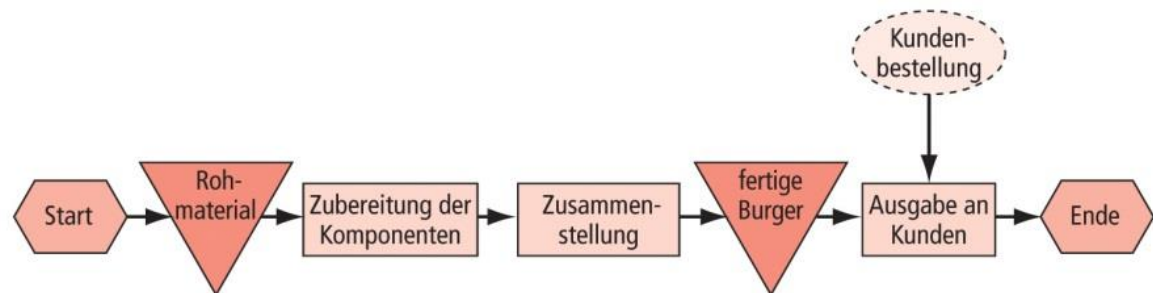 Kunden-
bestellung
Start
Roh-
material
Zubereitung der
Komponenten
Zusammen-
stellung
fertige
Burger
Ausgabe an
Kunden
Ende